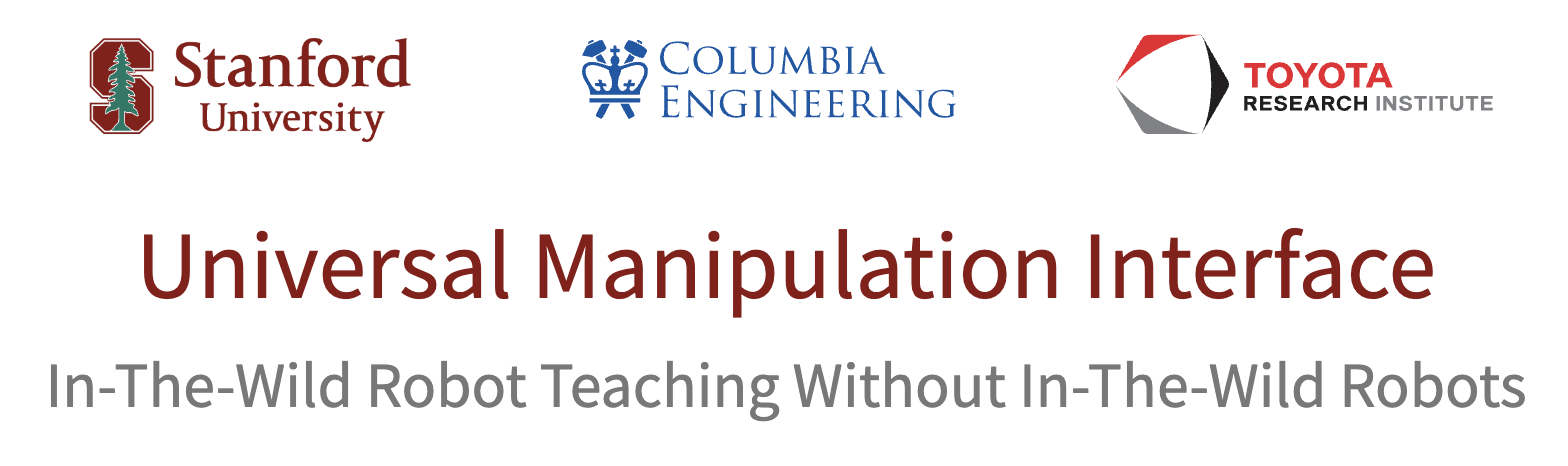 Stanford
University
COLUMBIA
ENGINEERING
TOYOTA
RESEARCH INSTITUTE
Universal Manipulation Interface
In-The-Wild Robot Teaching Without In-The-Wild Robots